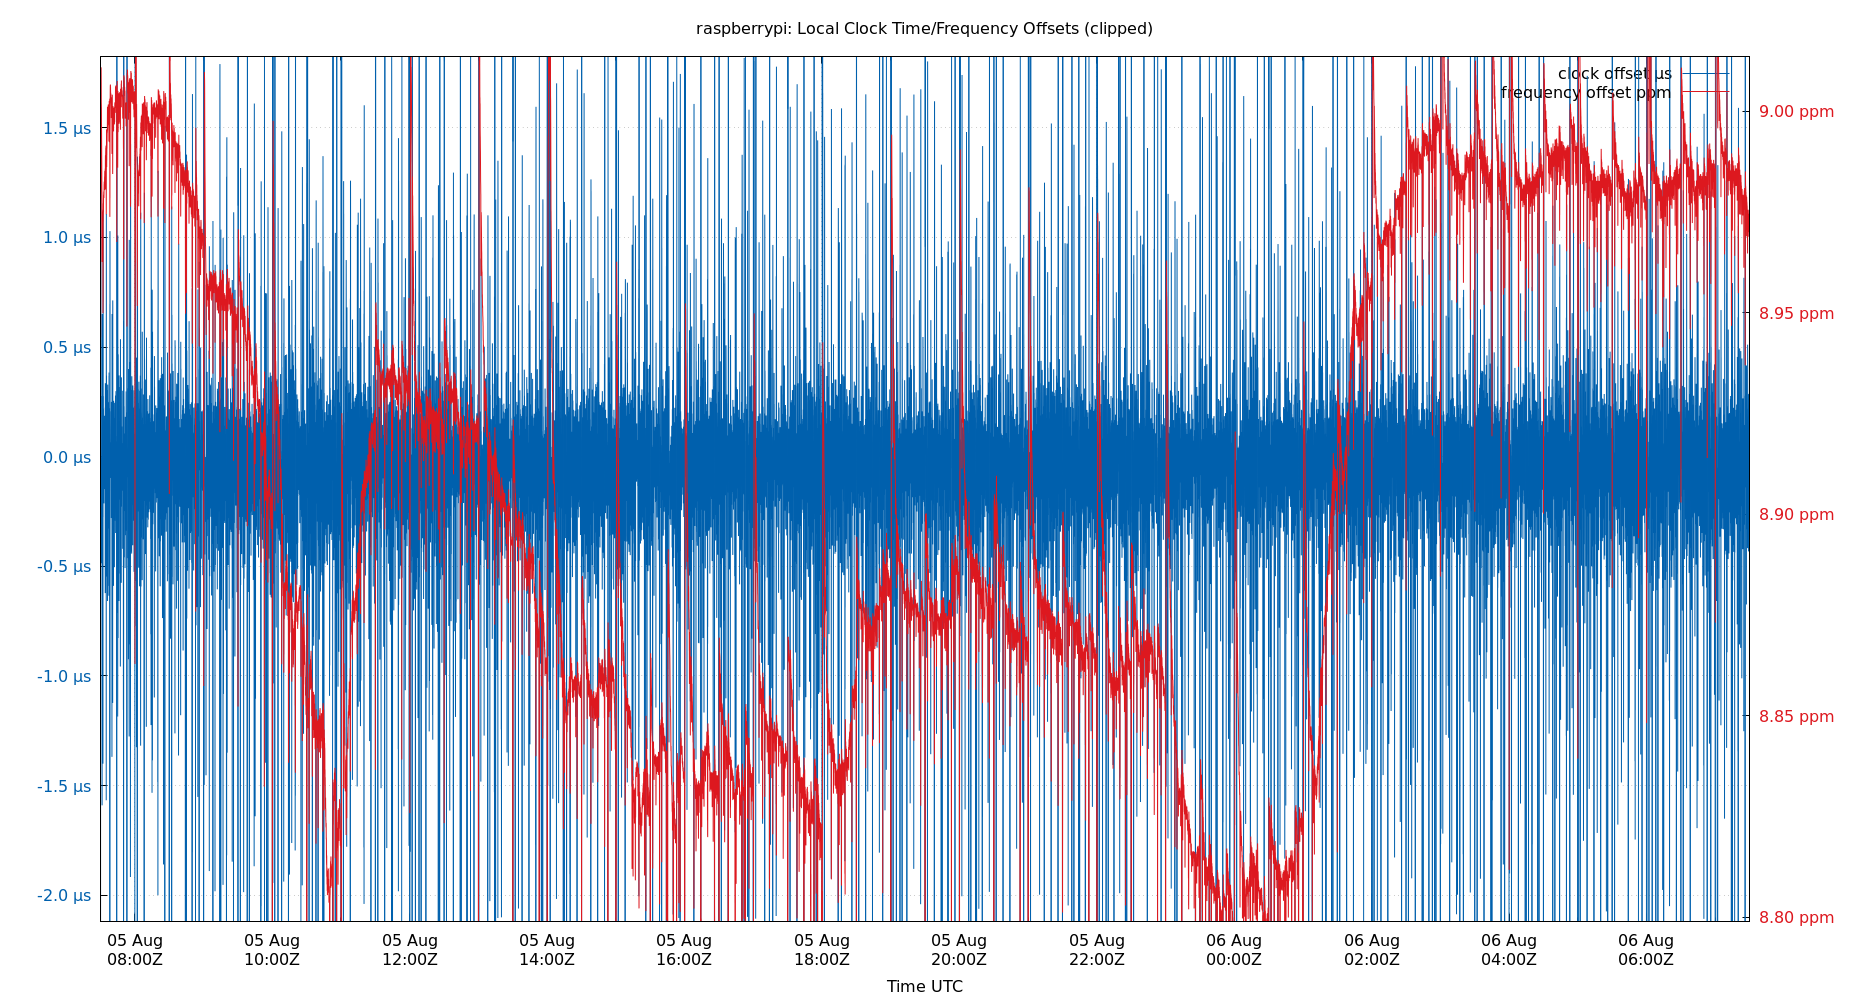 raspberrypi: Local Clock Time/Frequency Offsets (clipped)
clock offset µs
frequency offset ppm
1.5 µs
1.0 µs
0.5 µs
0.0 µs
-0.5 µs
-1.0 µs
-1.5 µs
-2.0 µs
9.00 ppm
8.95 ppm
8.90 ppm
8.85 ppm
8.80 ppm
05 Aug 05 Aug 05 Aug 05 Aug 05 Aug 05 Aug 05 Aug 05 Aug 06 Aug 06 Aug 06 Aug 06 Aug
08:00Z 10:00Z 12:00Z 14:00Z 16:00Z 18:00Z 20:00Z 22:00Z 00:00Z 02:00Z 04:00Z 06:00Z
Time UTC